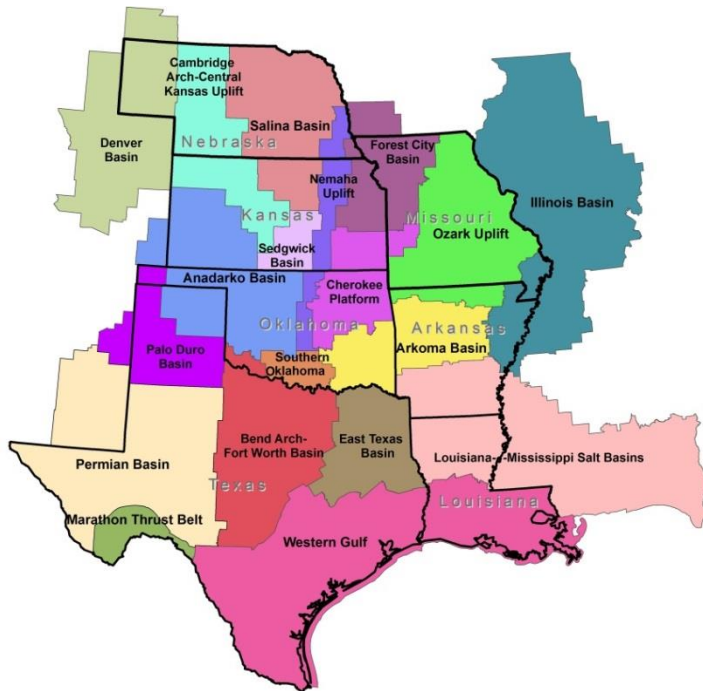 Cambridge
Arch-Central
Kansas Uplift
Salina Basin
Nebraska
Denver
Basin
Forest City
Basin
Nemaha
Uplift
Kansas
Missouri
Ozark Uplift
Illinois Basin
Sedgwick
Basin
Anadarko Basin
Cherokee
Platform
Oklahoma
Arkansas
Arkoma Basin
Palo Duro
Basin
Southern
Oklahoma
Bend Arch-
Fort Worth Basin
East Texas
Basin
Permian Basin
Louisiana-Mississippi Salt Basins
Texas
Louisiana
Marathon Thrust Belt
Western Gulf